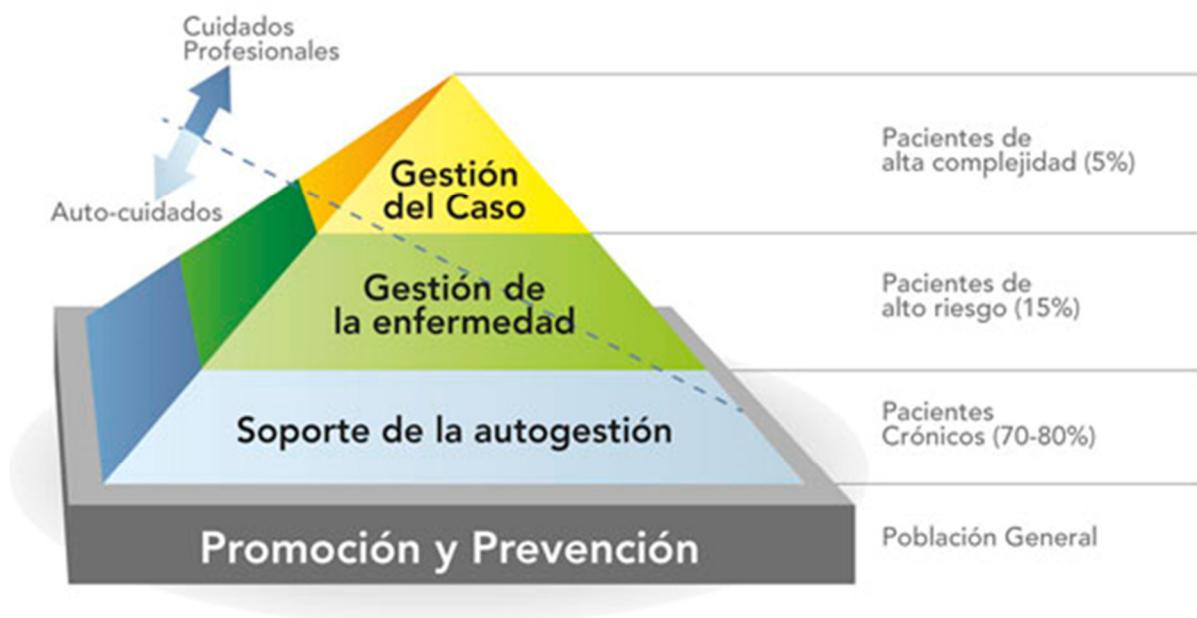 Cuidados
Profesionales
Auto-cuidados
Gestión
del Caso
Gestión de
la enfermedad
Soporte de la autogestión
Promoción y Prevención
Pacientes de
alta complejidad (5%)
Pacientes de
alto riesgo (15%)
Pacientes
Crónicos (70-80%)
Población General